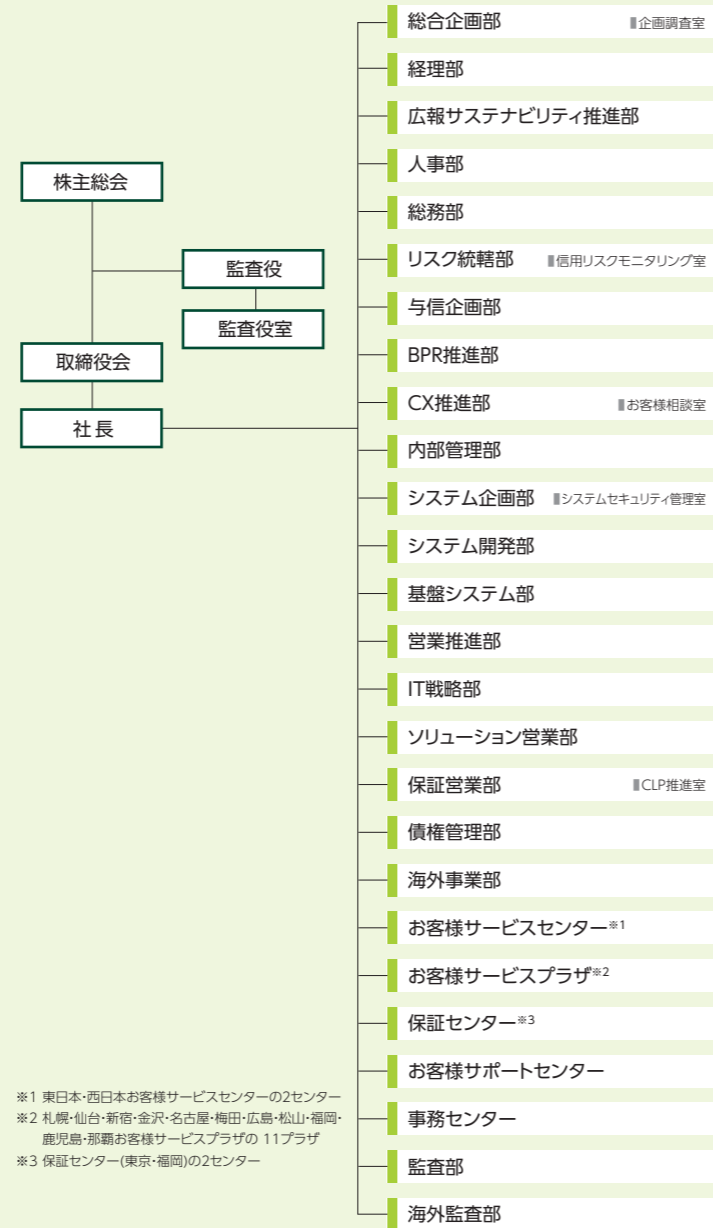 株主総会
監査役
監査役室
取締役会
社長
総合企画部 ■企画調査室
経理部
広報サステナビリティ推進部
人事部
総務部
リスク統轄部 ■信用リスクモニタリング室
与信企画部
BPR推進部
CX推進部 ■お客様相談室
内部管理部
システム企画部 ■システムセキュリティ管理室
システム開発部
基盤システム部
営業推進部
IT戦略部
ソリューション営業部
保証営業部 ■CLP推進室
債権管理部
海外事業部
お客様サービスセンター※1
お客様サービスプラザ※2
保証センター※3
お客様サポートセンター
事務センター
監査部
海外監査部
※1 東日本・西日本お客様サービスセンターの2センター
※2 札幌・仙台・新宿・金沢・名古屋・梅田・広島・松山・福岡・
鹿児島・那覇お客様サービスプラザの 11プラザ
※3 保証センター(東京・福岡)の2センター